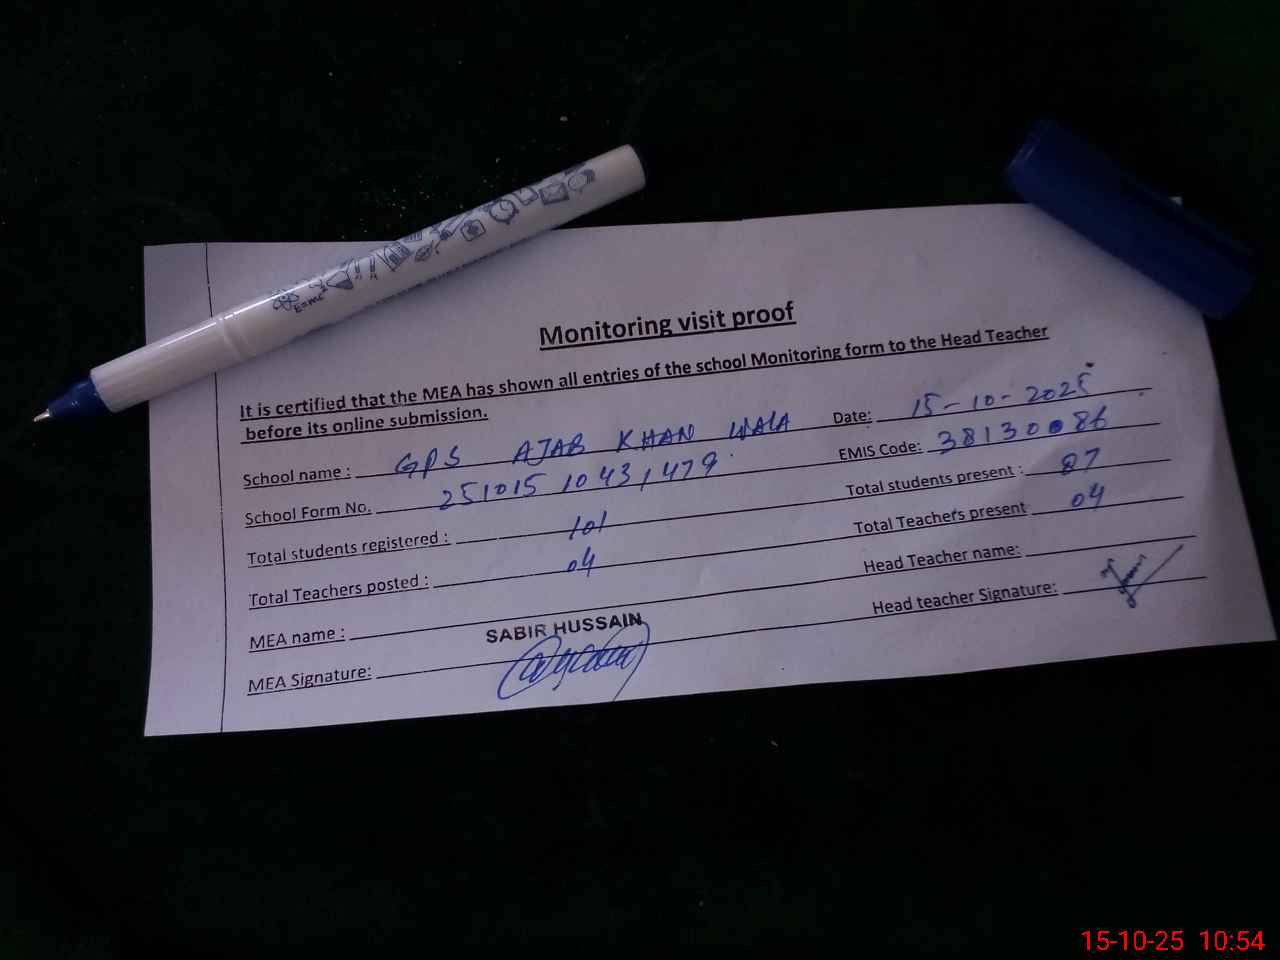 E=mc²
Monitoring visit proof
It is certified that the MEA has shown all entries of the school Monitoring form to the Head Teacher
before its online submission.
School name : GPS AJAB KHAN WALA Date: 15-10-2025
School Form No. 251015 1043,479 EMIS Code: 38130086
Total students registered : 101 Total students present : 87
Total Teachers posted : 04 Total Teachers present 04
MEA name : SABIR HUSSAIN Head Teacher name:
MEA Signature: Head teacher Signature:
15-10-25 10:54